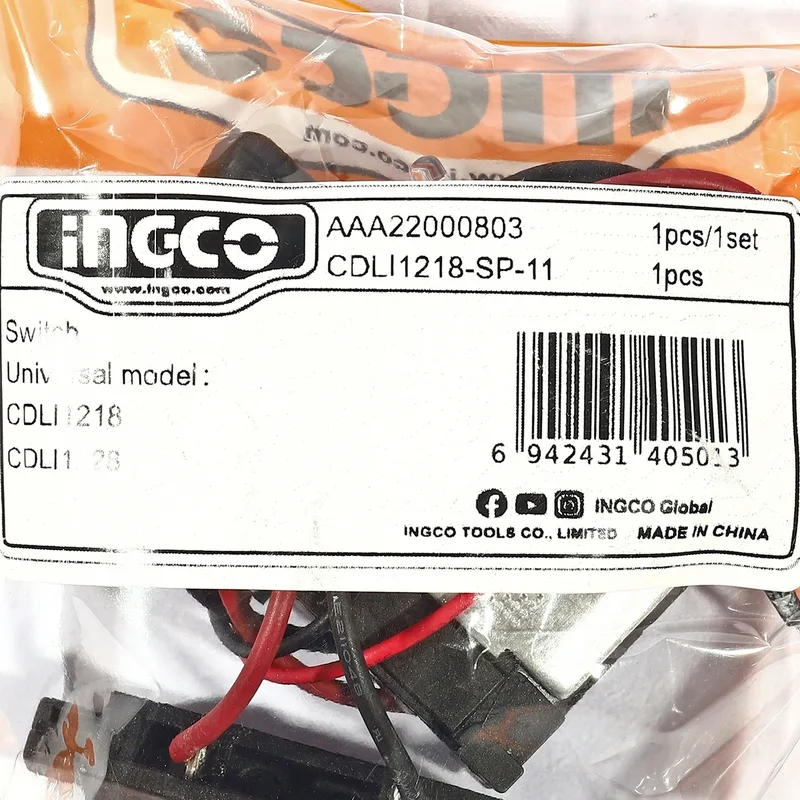 INGCO
www.ingco.com
AAA22000803 1pcs/1set
CDLI1218-SP-11 1pcs
Switch
Universal model:
CDLI1218
6 942431 405013
INGCO Global
INGCO TOOLS CO., LIMITED MADE IN CHINA